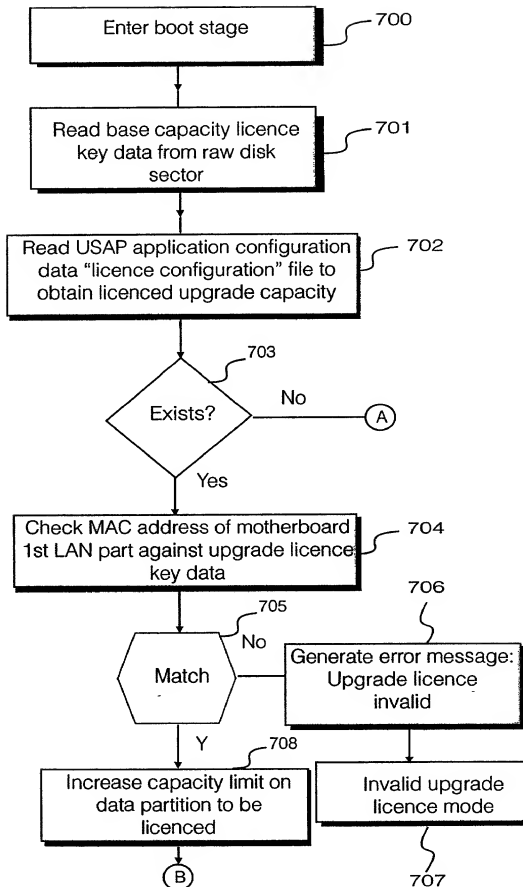 Enter boot stage
700
Read base capacity licence
key data from raw disk
sector
701
Read USAP application configuration
data "licence configuration" file to
obtain licenced upgrade capacity
702
703
Exists?
No
A
Yes
Check MAC address of motherboard
1st LAN part against upgrade licence
key data
704
705
Match
No
706
Generate error message:
Upgrade licence
invalid
Y
708
Increase capacity limit on
data partition to be
licenced
Invalid upgrade
licence mode
707
B